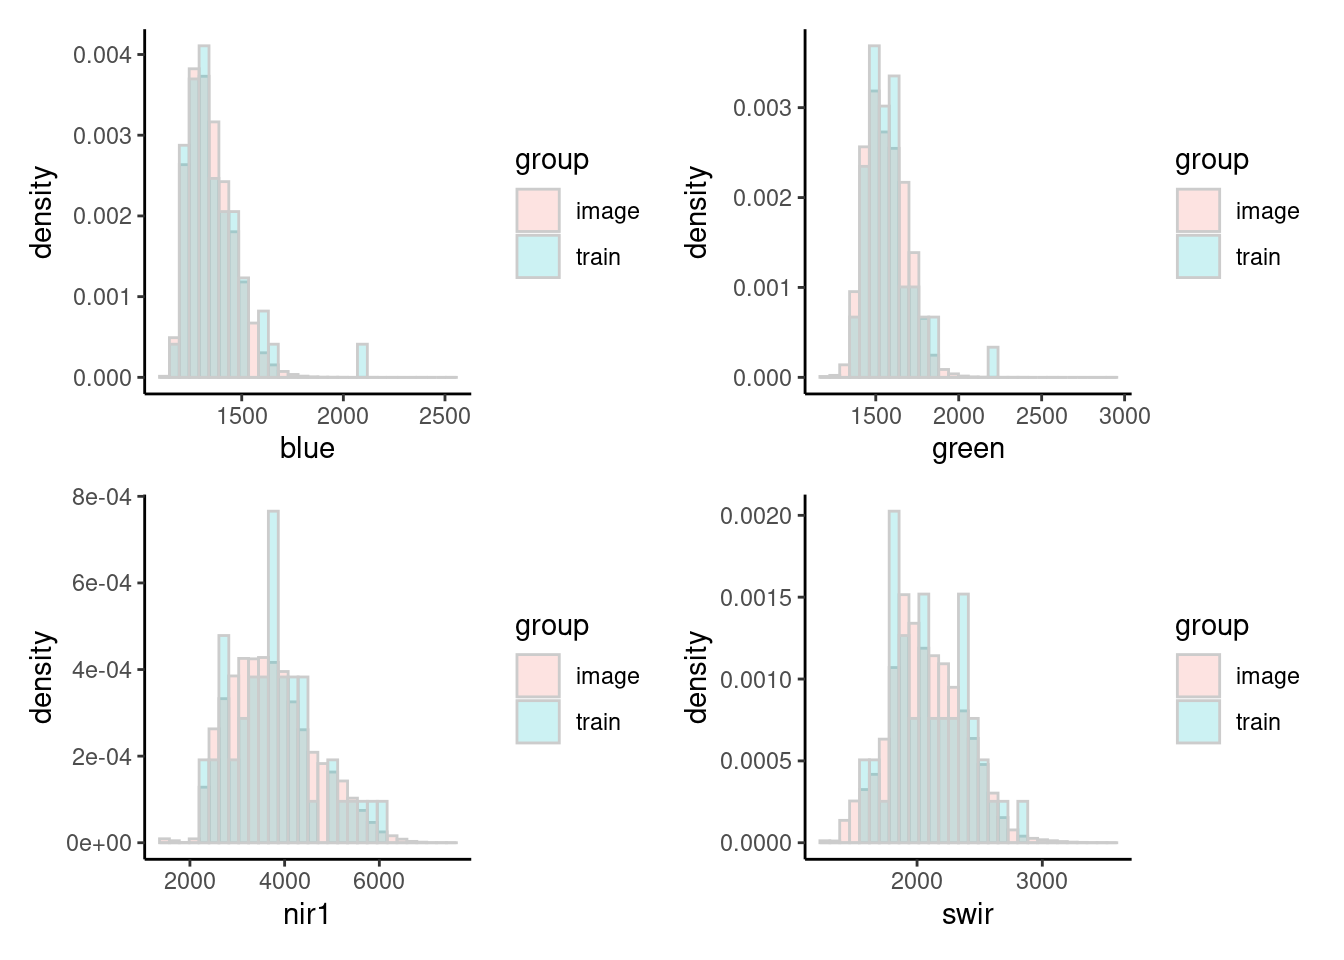 0.004
0.003
0.002
0.001
0.000
density
1500
2000
2500
blue
group
image
train
0.003
0.002
0.001
0.000
density
1500
2000
2500
3000
green
group
image
train
8e-04
6e-04
4e-04
2e-04
0e+00
density
2000
4000
6000
nir1
group
image
train
0.0020
0.0015
0.0010
0.0005
0.0000
density
2000
3000
swir
group
image
train